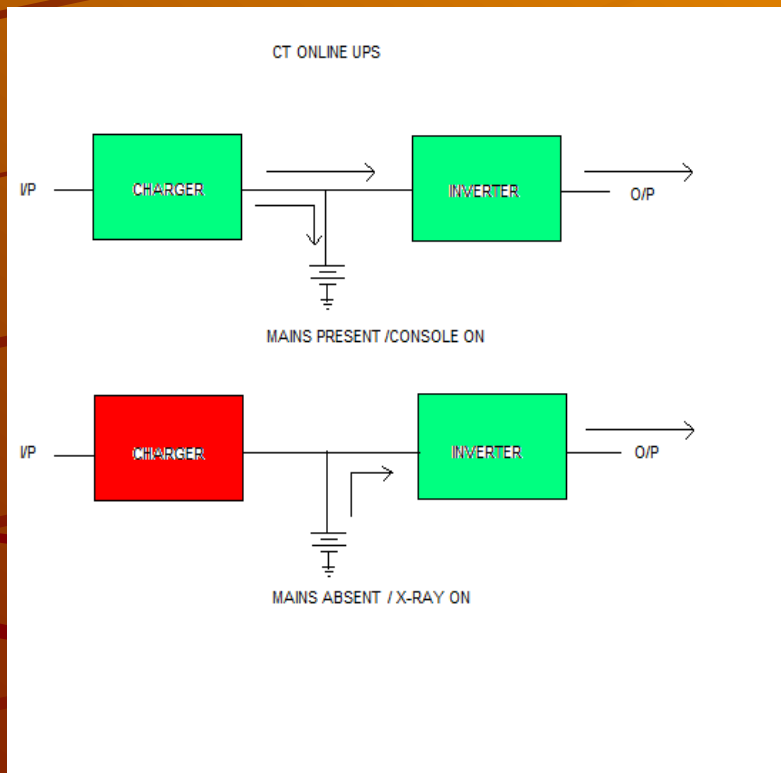 CT ONLINE UPS
I/P CHARGER INVERTER O/P
MAINS PRESENT /CONSOLE ON
I/P CHARGER INVERTER O/P
MAINS ABSENT / X-RAY ON